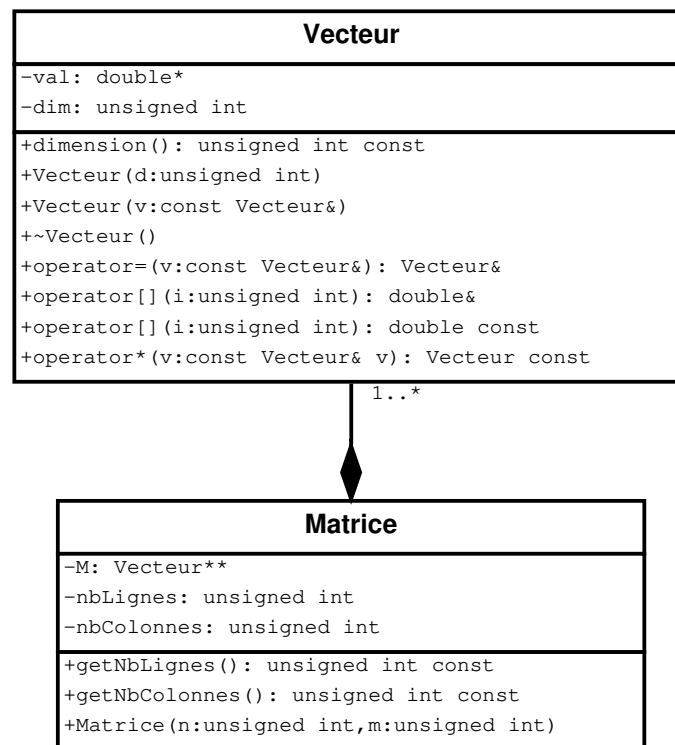 Vecteur
-val: double*
-dim: unsigned int
+dimension(): unsigned int const
+Vecteur(d:unsigned int)
+Vecteur(v:const Vecteur&)
+~Vecteur()
+operator=(v:const Vecteur&): Vecteur&
+operator[](i:unsigned int): double&
+operator[](i:unsigned int): double const
+operator*(v:const Vecteur& v): Vecteur const
1..*
Matrice
-M: Vecteur**
-nbLignes: unsigned int
-nbColonnes: unsigned int
+getNbLignes(): unsigned int const
+getNbColonnes(): unsigned int const
+Matrice(n:unsigned int,m:unsigned int)